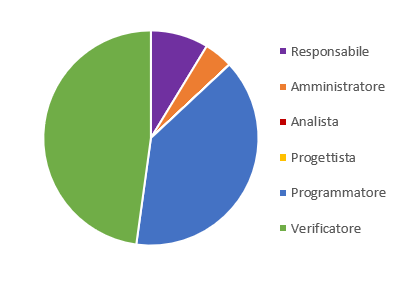 Responsabile
Amministratore
Analista
Progettista
Programmatore
Verificatore